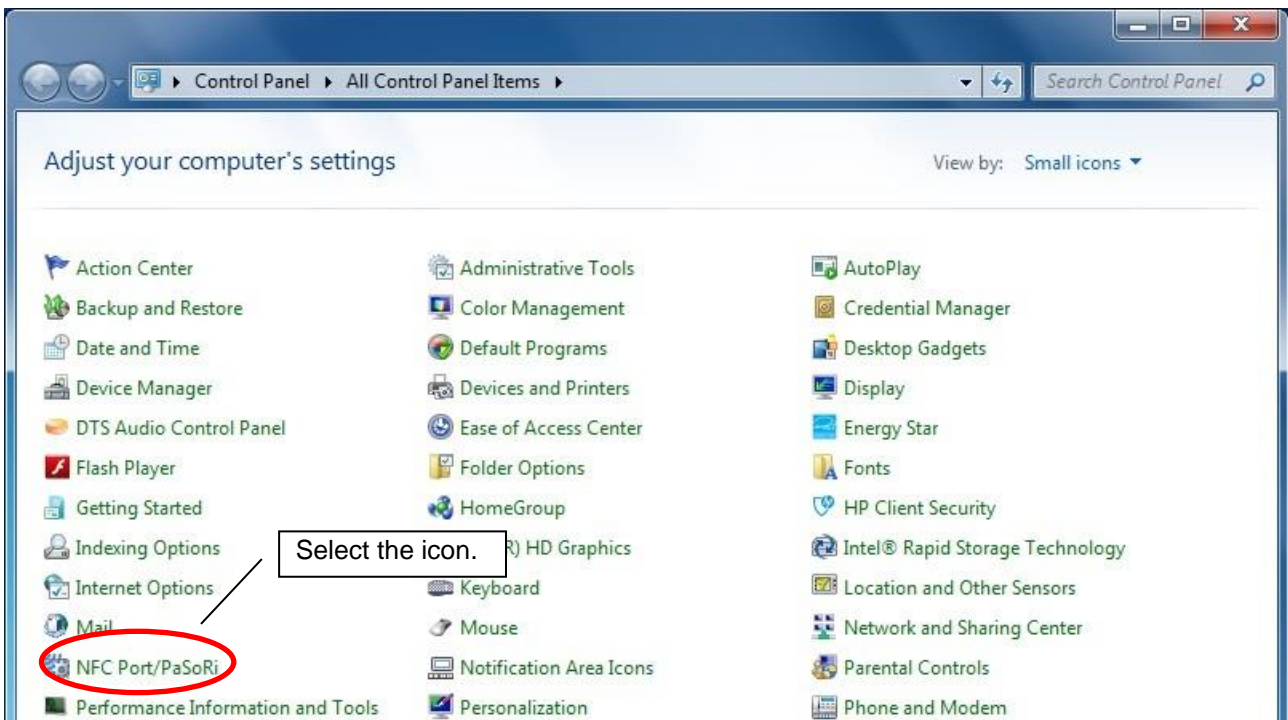 Control Panel All Control Panel Items Search Control Panel
Adjust your computer's settings View by: Small icons
Action Center Administrative Tools AutoPlay
Backup and Restore Color Management Credential Manager
Date and Time Default Programs Desktop Gadgets
Device Manager Devices and Printers Display
DTS Audio Control Panel Ease of Access Center Energy Star
Flash Player Folder Options Fonts
Getting Started HomeGroup HP Client Security
Indexing Options Select the icon. R) HD Graphics Intel® Rapid Storage Technology
Internet Options Keyboard Location and Other Sensors
Mail Mouse Network and Sharing Center
NFC Port/PaSoRi Notification Area Icons Parental Controls
Performance Information and Tools Personalization Phone and Modem